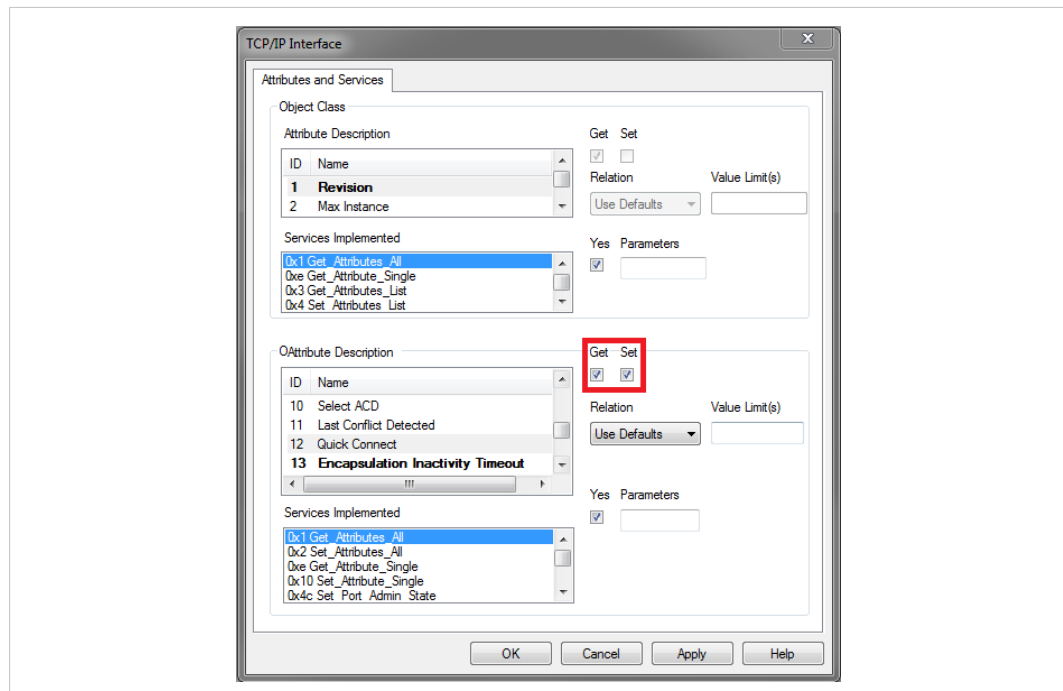 TCP/IP Interface
Attributes and Services
Object Class
Attribute Description
Get Set
ID Name
1 Revision
2 Max Instance
Relation Value Limit(s)
Use Defaults
Services Implemented
0x1 Get_Attributes_All
0xe Get_Attribute_Single
0x3 Get_Attributes_List
0x4 Set_Attributes_List
Yes Parameters
OAttribute Description
Get Set
ID Name
10 Select ACD
11 Last Conflict Detected
12 Quick Connect
13 Encapsulation Inactivity Timeout
Relation Value Limit(s)
Use Defaults
Yes Parameters
Services Implemented
0x1 Get_Attributes_All
0x2 Set_Attributes_All
0xe Get_Attribute_Single
0x10 Set_Attribute_Single
0x4c Set_Port_Admin_State
OK Cancel Apply Help